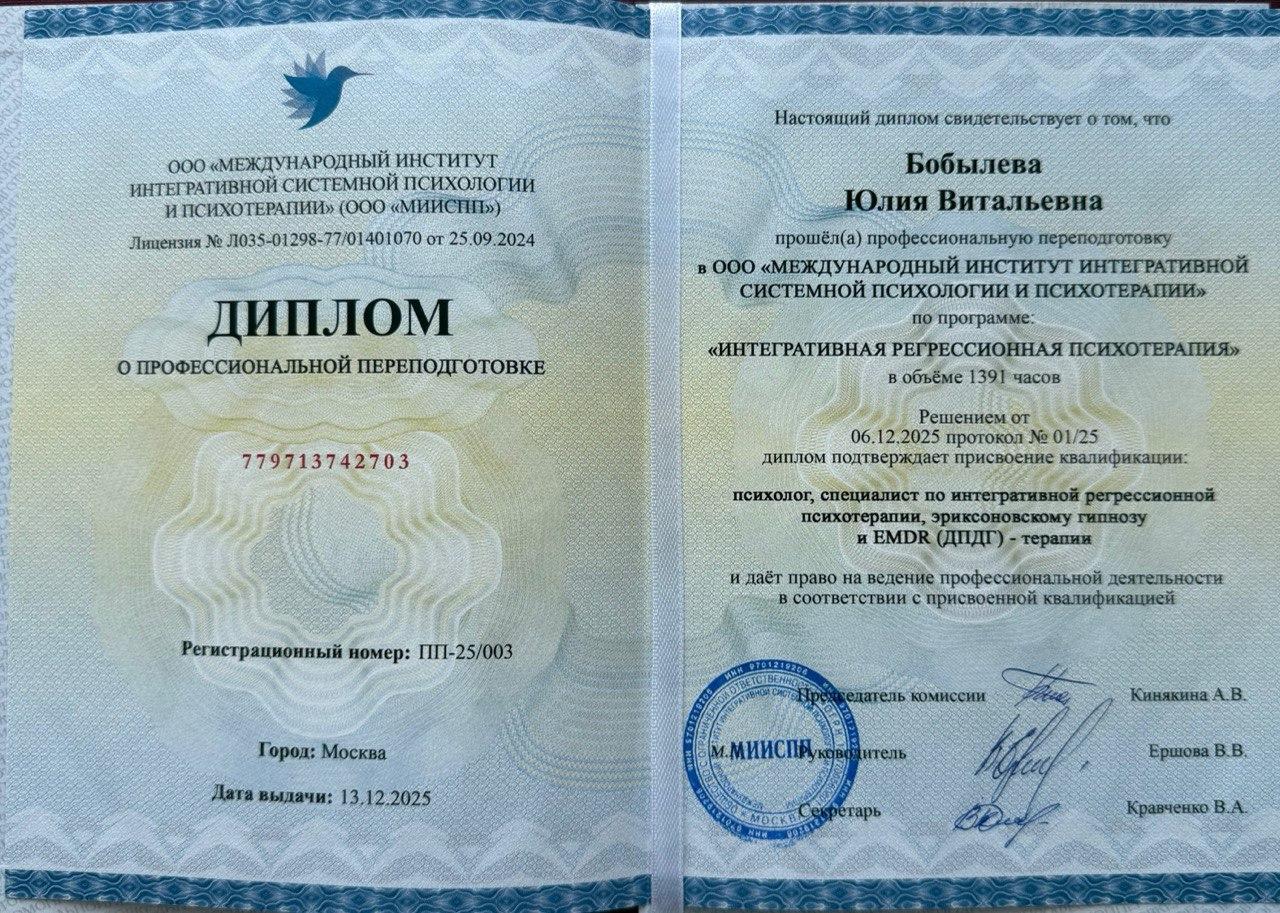 ООО «МЕЖДУНАРОДНЫЙ ИНСТИТУТ
ИНТЕГРАТИВНОЙ СИСТЕМНОЙ ПСИХОЛОГИИ
И ПСИХОТЕРАПИИ» (ООО «МИИСПП»)
Лицензия № Л035-01298-77/01401070 от 25.09.2024
ДИПЛОМ
О ПРОФЕССИОНАЛЬНОЙ ПЕРЕПОДГОТОВКЕ
779713742703
Регистрационный номер: ПП-25/003
Город: Москва
Дата выдачи: 13.12.2025
Настоящий диплом свидетельствует о том, что
Бобылева
Юлия Витальевна
прошёл(а) профессиональную переподготовку
в ООО «МЕЖДУНАРОДНЫЙ ИНСТИТУТ ИНТЕГРАТИВНОЙ
СИСТЕМНОЙ ПСИХОЛОГИИ И ПСИХОТЕРАПИИ»
по программе:
«ИНТЕГРАТИВНАЯ РЕГРЕССИОННАЯ ПСИХОТЕРАПИЯ»
в объёме 1391 часов
Решением от
06.12.2025 протокол № 01/25
диплом подтверждает присвоение квалификации:
психолог, специалист по интегративной регрессионной
психотерапии, эриксоновскому гипнозу
и EMDR (ДПДГ) - терапии
и даёт право на ведение профессиональной деятельности
в соответствии с присвоенной квалификацией
Председатель комиссии Кинякина А.В.
М. Руководитель Ершова В.В.
Секретарь Кравченко В.А.
МИИСПП
ИНН 9701219206
МОСКВА